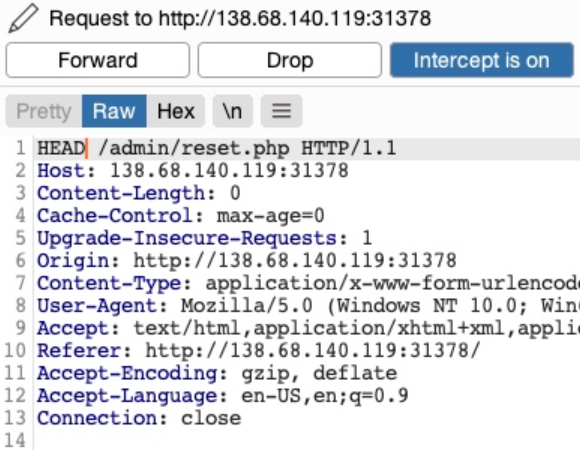 Request to http://138.68.140.119:31378
Forward Drop Intercept is on
Pretty Raw Hex \n
1 HEAD /admin/reset.php HTTP/1.1
2 Host: 138.68.140.119:31378
3 Content-Length: 0
4 Cache-Control: max-age=0
5 Upgrade-Insecure-Requests: 1
6 Origin: http://138.68.140.119:31378
7 Content-Type: application/x-www-form-urlencode
8 User-Agent: Mozilla/5.0 (Windows NT 10.0; Win
9 Accept: text/html,application/xhtml+xml,applic
10 Referer: http://138.68.140.119:31378/
11 Accept-Encoding: gzip, deflate
12 Accept-Language: en-US,en;q=0.9
13 Connection: close
14